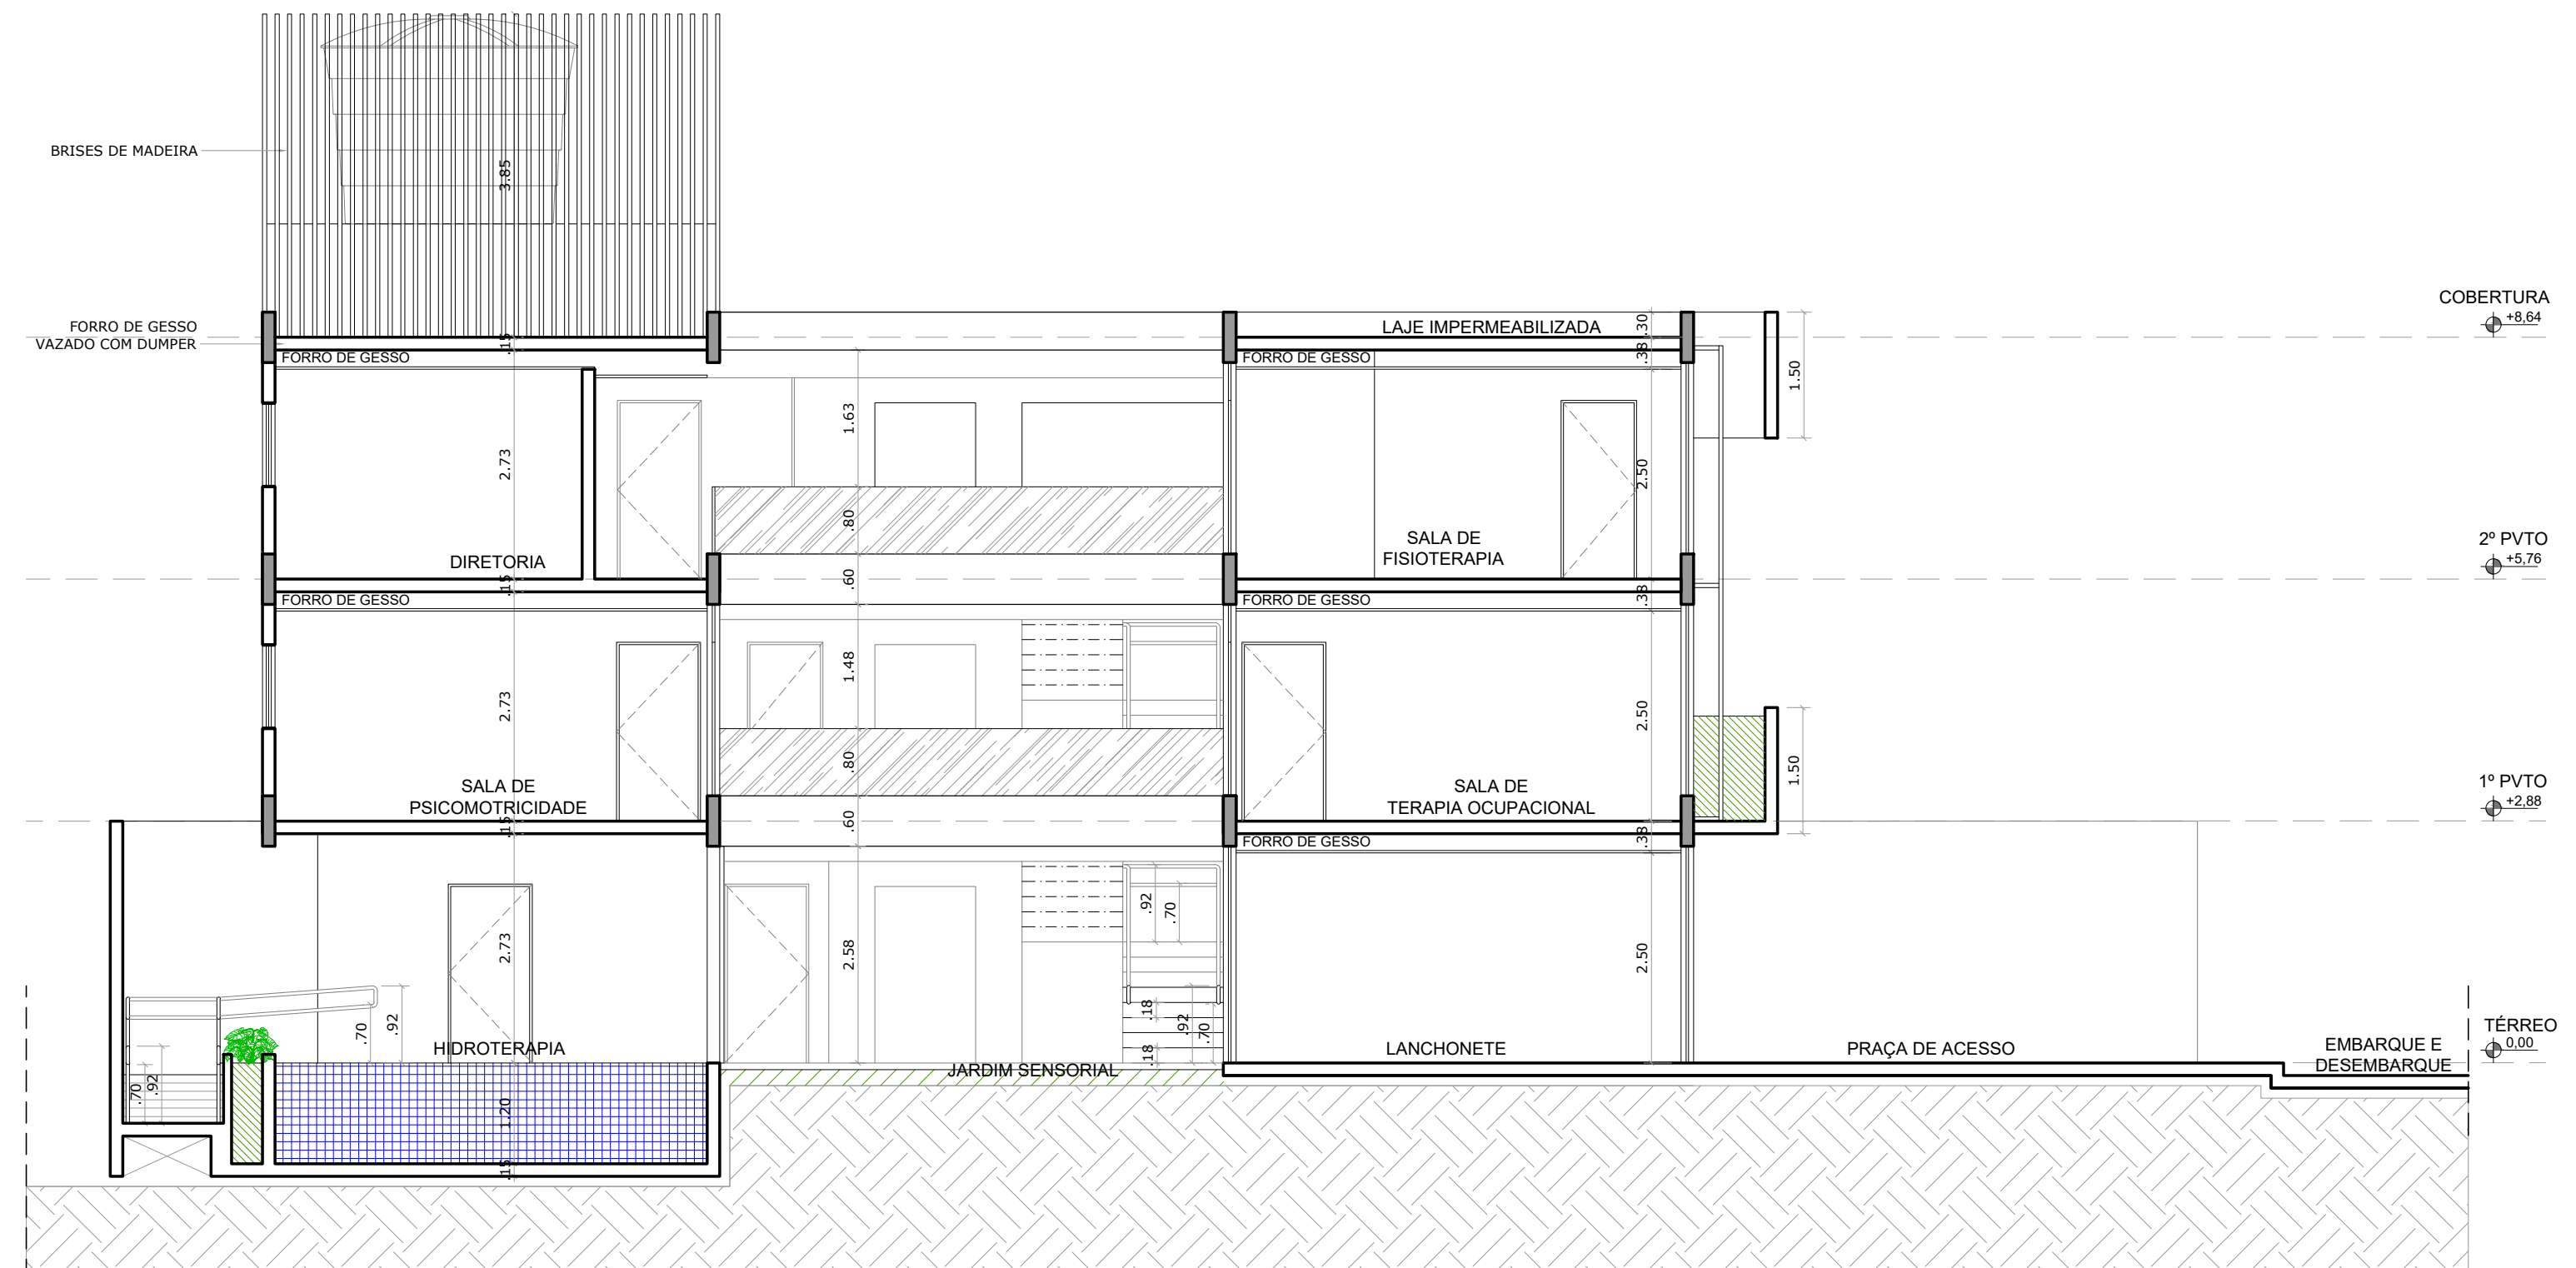 3.85
BRISES DE MADEIRA
COBERTURA
+8,64
FORRO DE GESSO
VAZADO COM DUMPER
.15
LAJE IMPERMEABILIZADA
.30
FORRO DE GESSO
FORRO DE GESSO
.38
1.50
1.63
2.73
2.50
.80
SALA DE
FISIOTERAPIA
2º PVTO
+5,76
DIRETORIA
.15
.60
.38
FORRO DE GESSO
FORRO DE GESSO
1.48
2.73
2.50
.80
1.50
SALA DE
PSICOMOTRICIDADE
SALA DE
TERAPIA OCUPACIONAL
1º PVTO
+2,88
.15
.60
.38
FORRO DE GESSO
.92
.70
2.73
2.58
2.50
.70
.92
.18
.92
.70
.18
HIDROTERAPIA
LANCHONETE
PRAÇA DE ACESSO
EMBARQUE E
DESEMBARQUE
TÉRREO
0,00
JARDIM SENSORIAL
.70
.92
1.20
.15